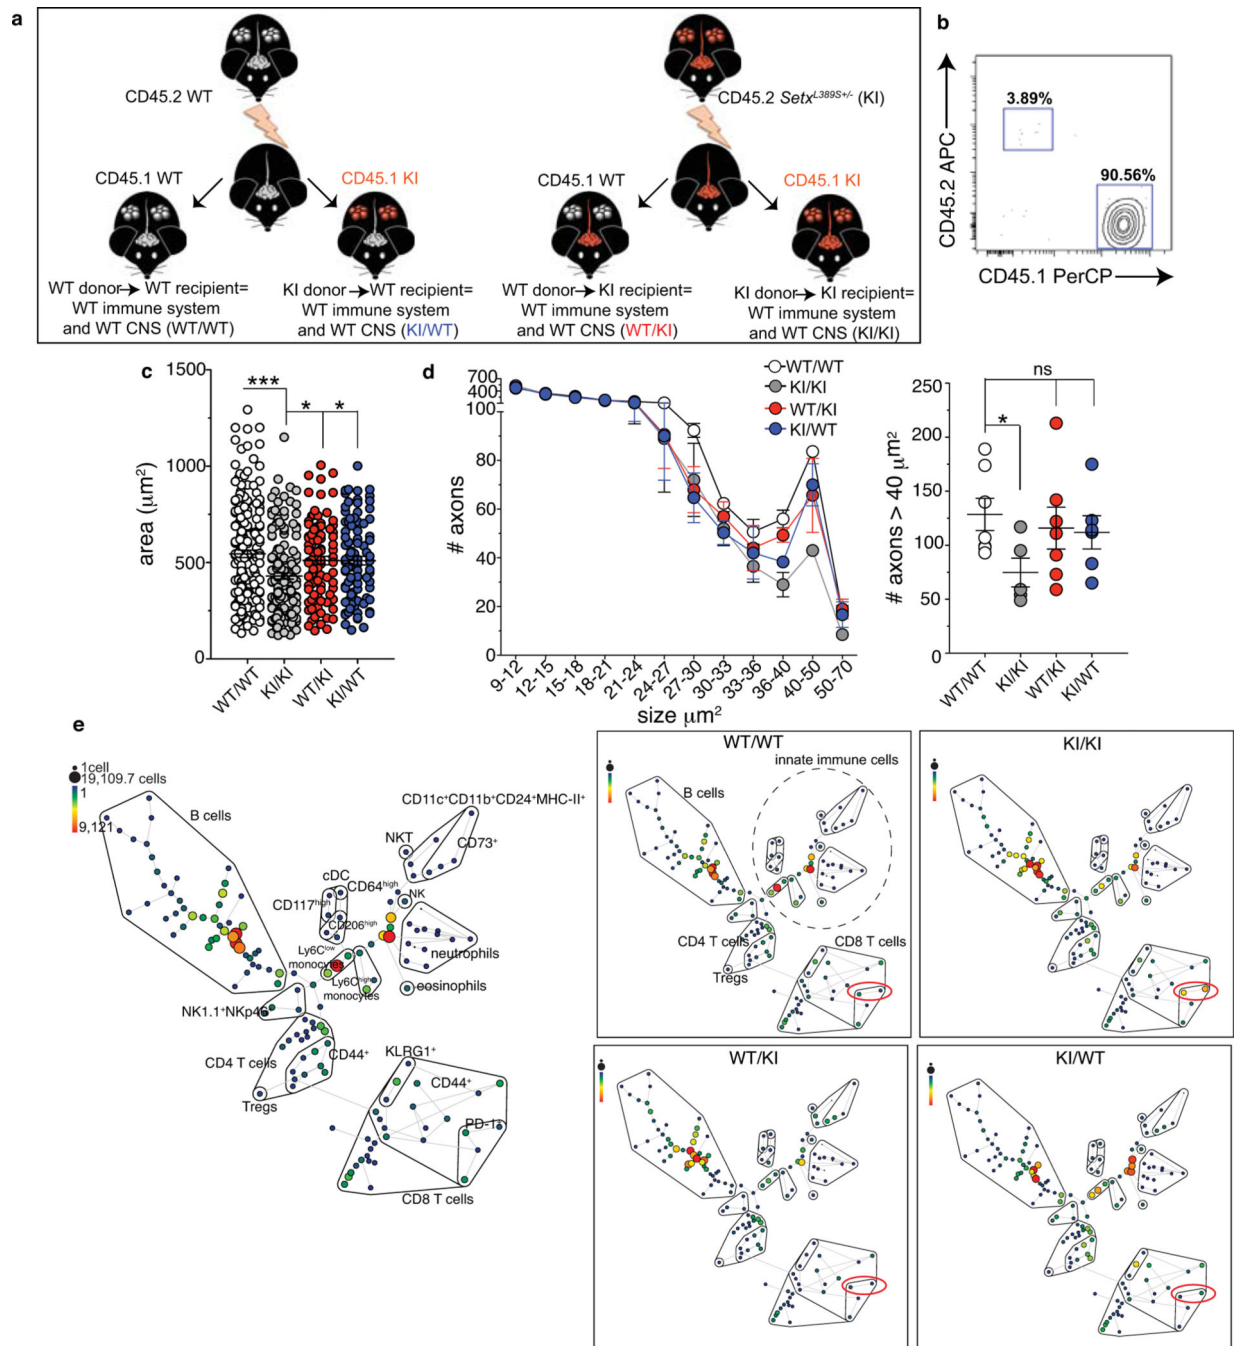 a
CD45.2 WT
CD45.2 Setx^L389S+/- (KI)
CD45.1 WT
CD45.1 KI
CD45.1 WT
CD45.1 KI
WT donor→WT recipient=
WT immune system
and WT CNS (WT/WT)
KI donor→WT recipient=
WT immune system
and WT CNS (KI/WT)
WT donor→KI recipient=
WT immune system
and WT CNS (WT/KI)
KI donor→KI recipient=
WT immune system
and WT CNS (KI/KI)
b
3.89%
90.56%
CD45.2 APC
CD45.1 PerCP
c
1500
1000
500
0
area (μm²)
***
*
*
WT/WT
KI/KI
WT/KI
KI/WT
d
700
400
100
80
60
40
20
0
# axons
WT/WT
KI/KI
WT/KI
KI/WT
9-12
12-15
15-18
18-21
21-24
24-27
27-30
30-33
33-36
36-40
40-50
50-70
size μm²
250
200
150
100
50
0
# axons > 40 μm²
ns
*
WT/WT
KI/KI
WT/KI
KI/WT
e
1cell
19,109.7 cells
1
9,121
B cells
CD11c⁺CD11b⁺CD24⁺MHC-II⁺
NKT
CD73⁺
cDC
CD64^high
NK
CD117^high
CD206^high
Ly6C^low
monocytes
neutrophils
Ly6C^high
monocytes
eosinophils
NK1.1⁺NKp46
CD4 T cells
CD44⁺
KLRG1⁺
CD44⁺
Tregs
PD-1⁺
CD8 T cells
WT/WT
innate immune cells
B cells
CD4 T cells
CD8 T cells
Tregs
KI/KI
WT/KI
KI/WT